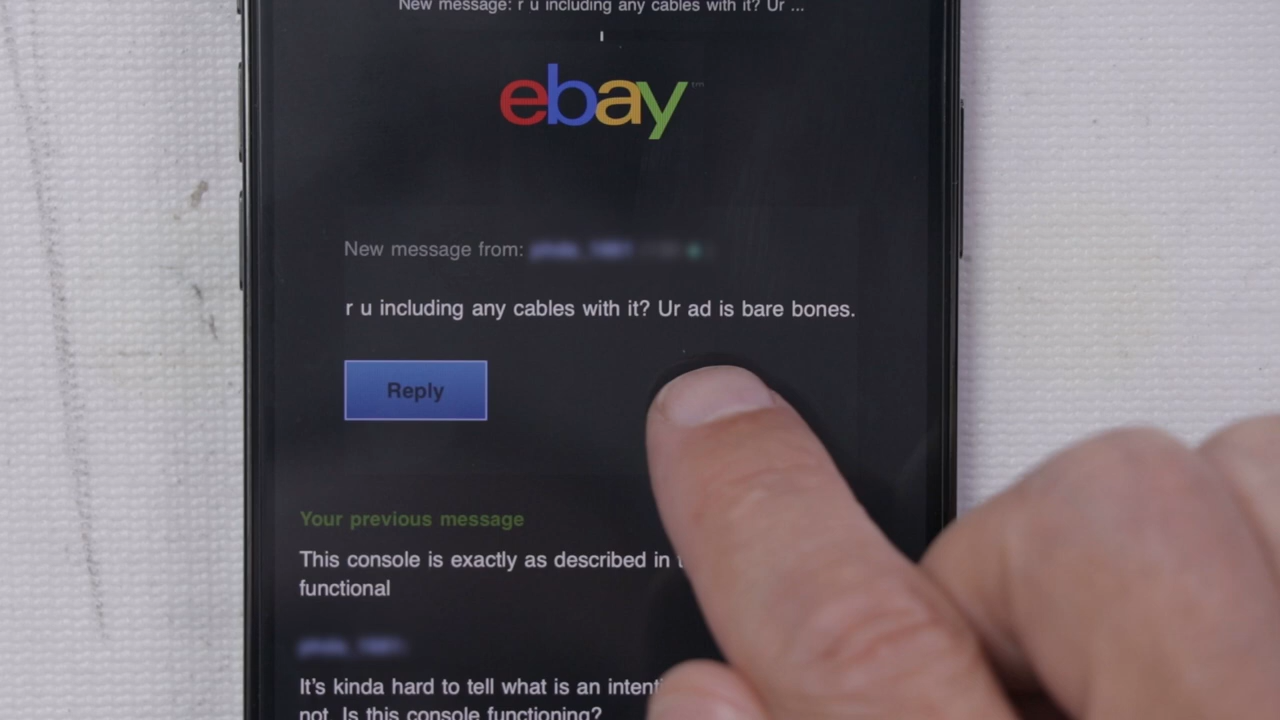 New message: r u including any cables with it? Ur ...
ebay™
New message from:
r u including any cables with it? Ur ad is bare bones.
Reply
Your previous message
This console is exactly as described in
functional
It's kinda hard to tell what is an
not. Is this console functioning?